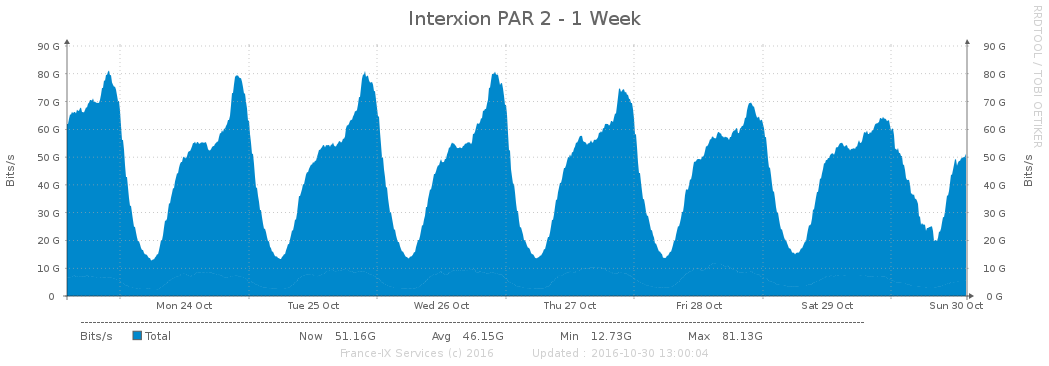 Interxion PAR 2 - 1 Week
RRDTOOL / TOBI OETIKER
90 G 90 G
80 G 80 G
70 G 70 G
60 G 60 G
50 G 50 G
40 G 40 G
30 G 30 G
20 G 20 G
10 G 10 G
0 0 G
Bits/s
Bits/s
Mon 24 Oct Tue 25 Oct Wed 26 Oct Thu 27 Oct Fri 28 Oct Sat 29 Oct Sun 30 Oct
Bits/s Total Now 51.16G Avg 46.15G Min 12.73G Max 81.13G
France-IX Services (c) 2016 Updated : 2016-10-30 13:00:04